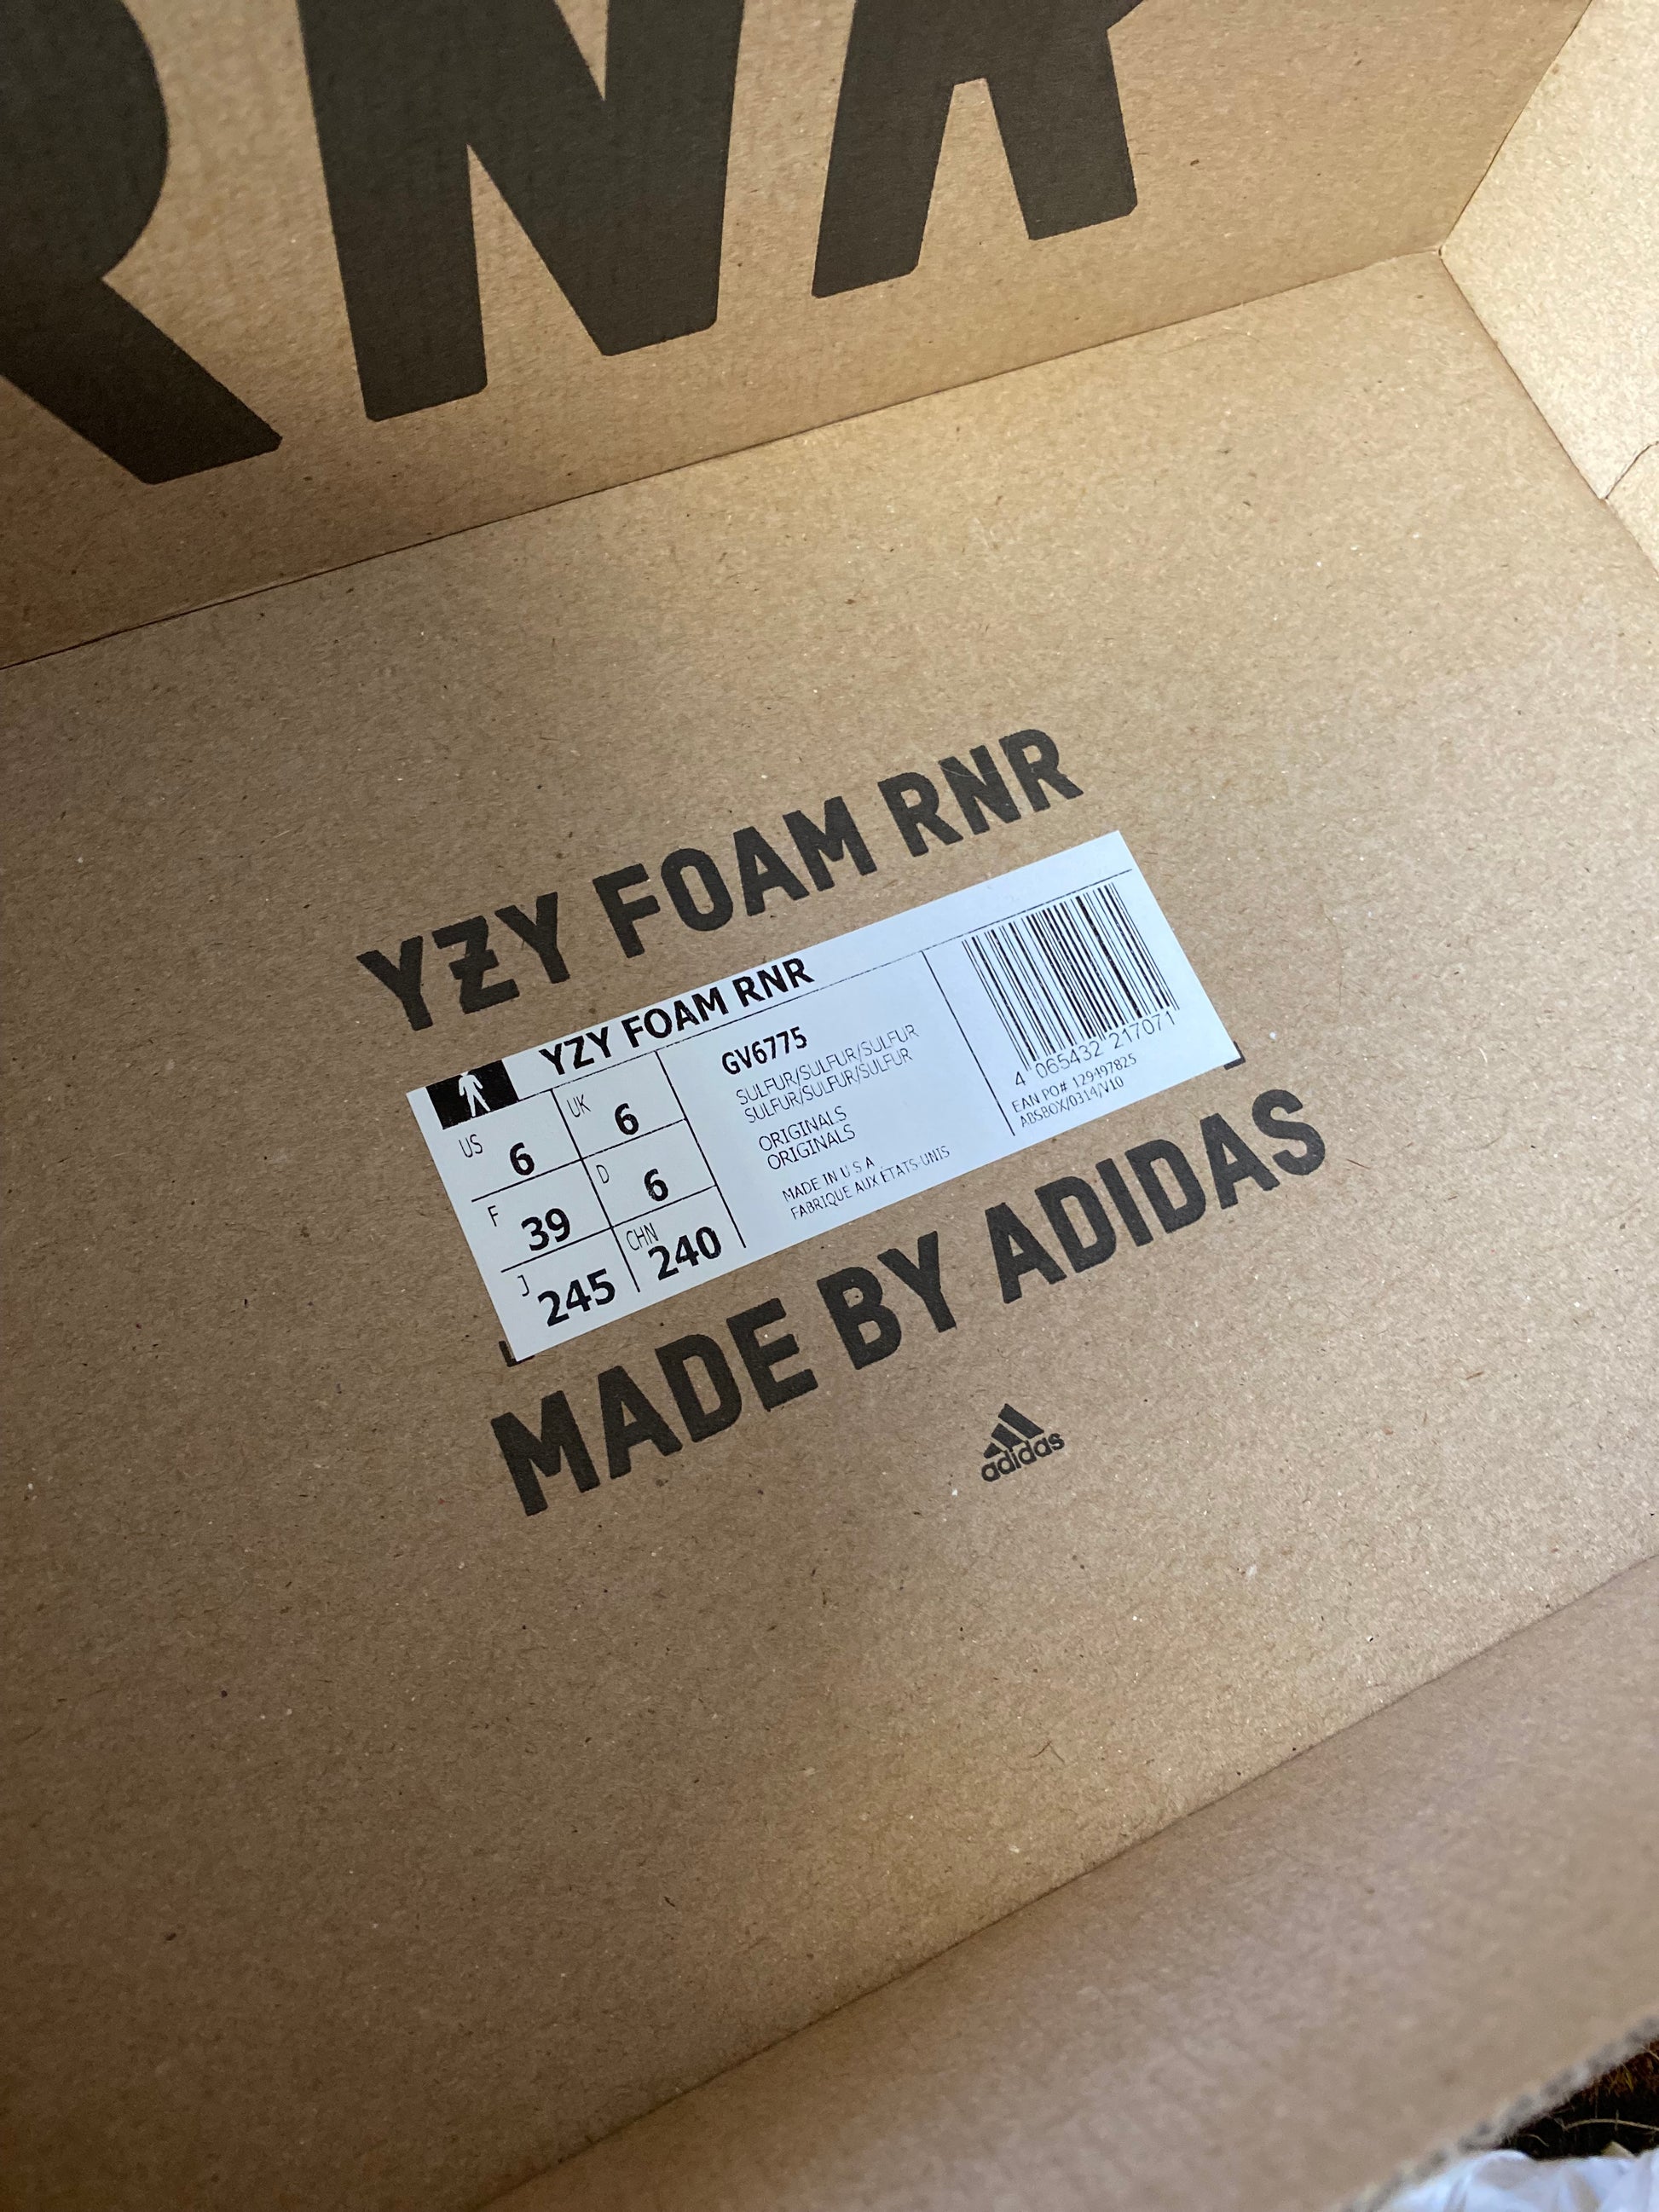 RNR
YZY FOAM RNR
YZY FOAM RNR
US 6
UK 6
F 39
D 6
J 245
CHN 240
GV6775
SULFUR/SULFUR/SULFUR
SULFUR/SULFUR/SULFUR
ORIGINALS
ORIGINALS
MADE IN U S A
FABRIQUE AUX ETATS-UNIS
4 065432 217071
EAN PO# 129497825
ABSBOX/0314/V10
MADE BY ADIDAS
adidas